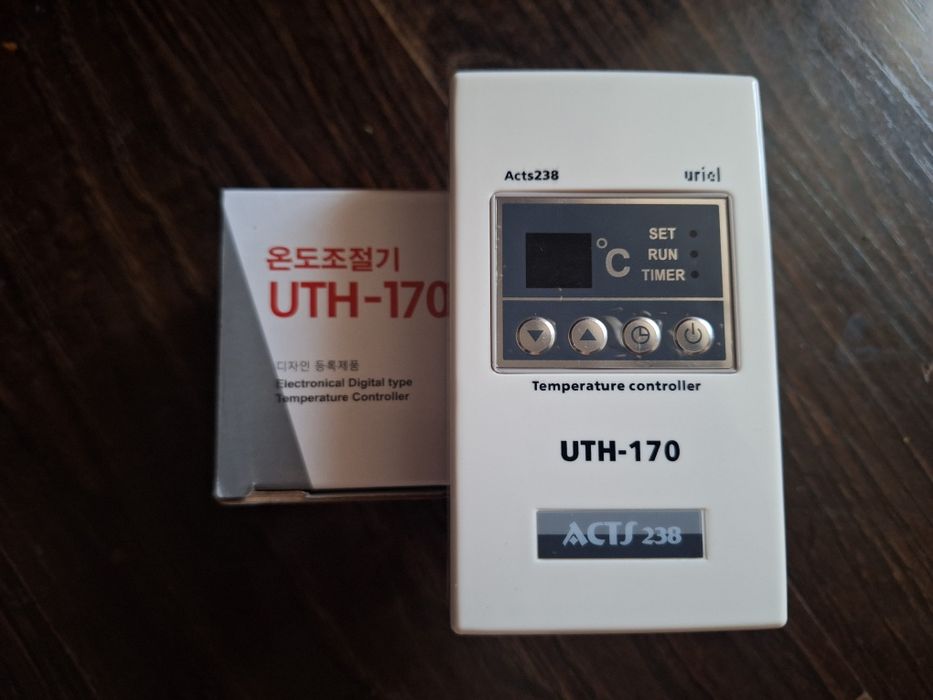 온도조절기
UTH-170
디자인 등록제품
Electronical Digital type
Temperature Controller
Acts238
uriel
°C
SET
RUN
TIMER
Temperature controller
UTH-170
ACTS 238